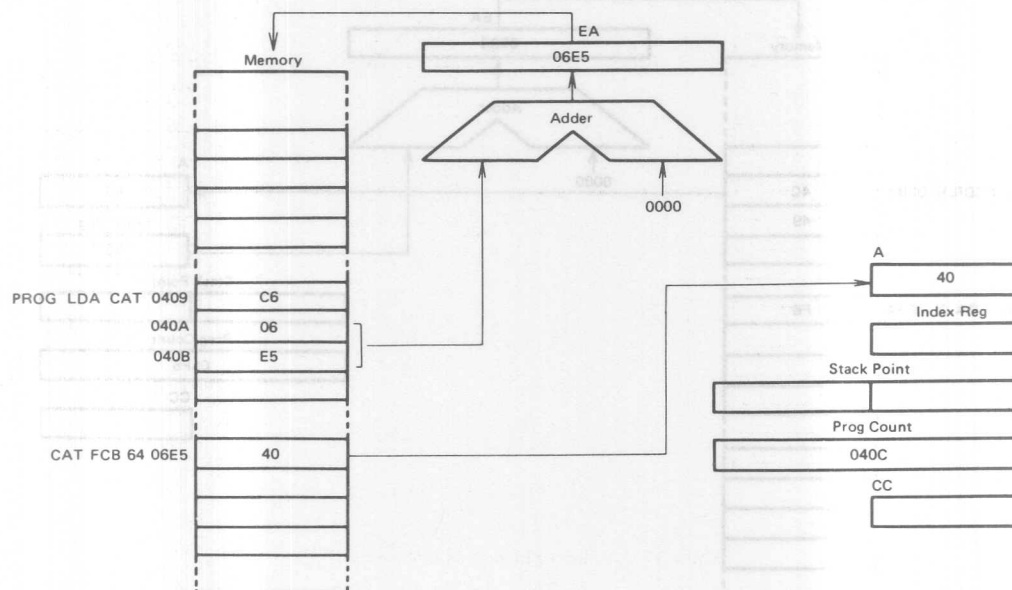 EA
06E5
Memory
Adder
0000
A
40
Index Reg
Stack Point
Prog Count
040C
CC
PROG LDA CAT 0409 C6
040A 06
040B E5
CAT FCB 64 06E5 40